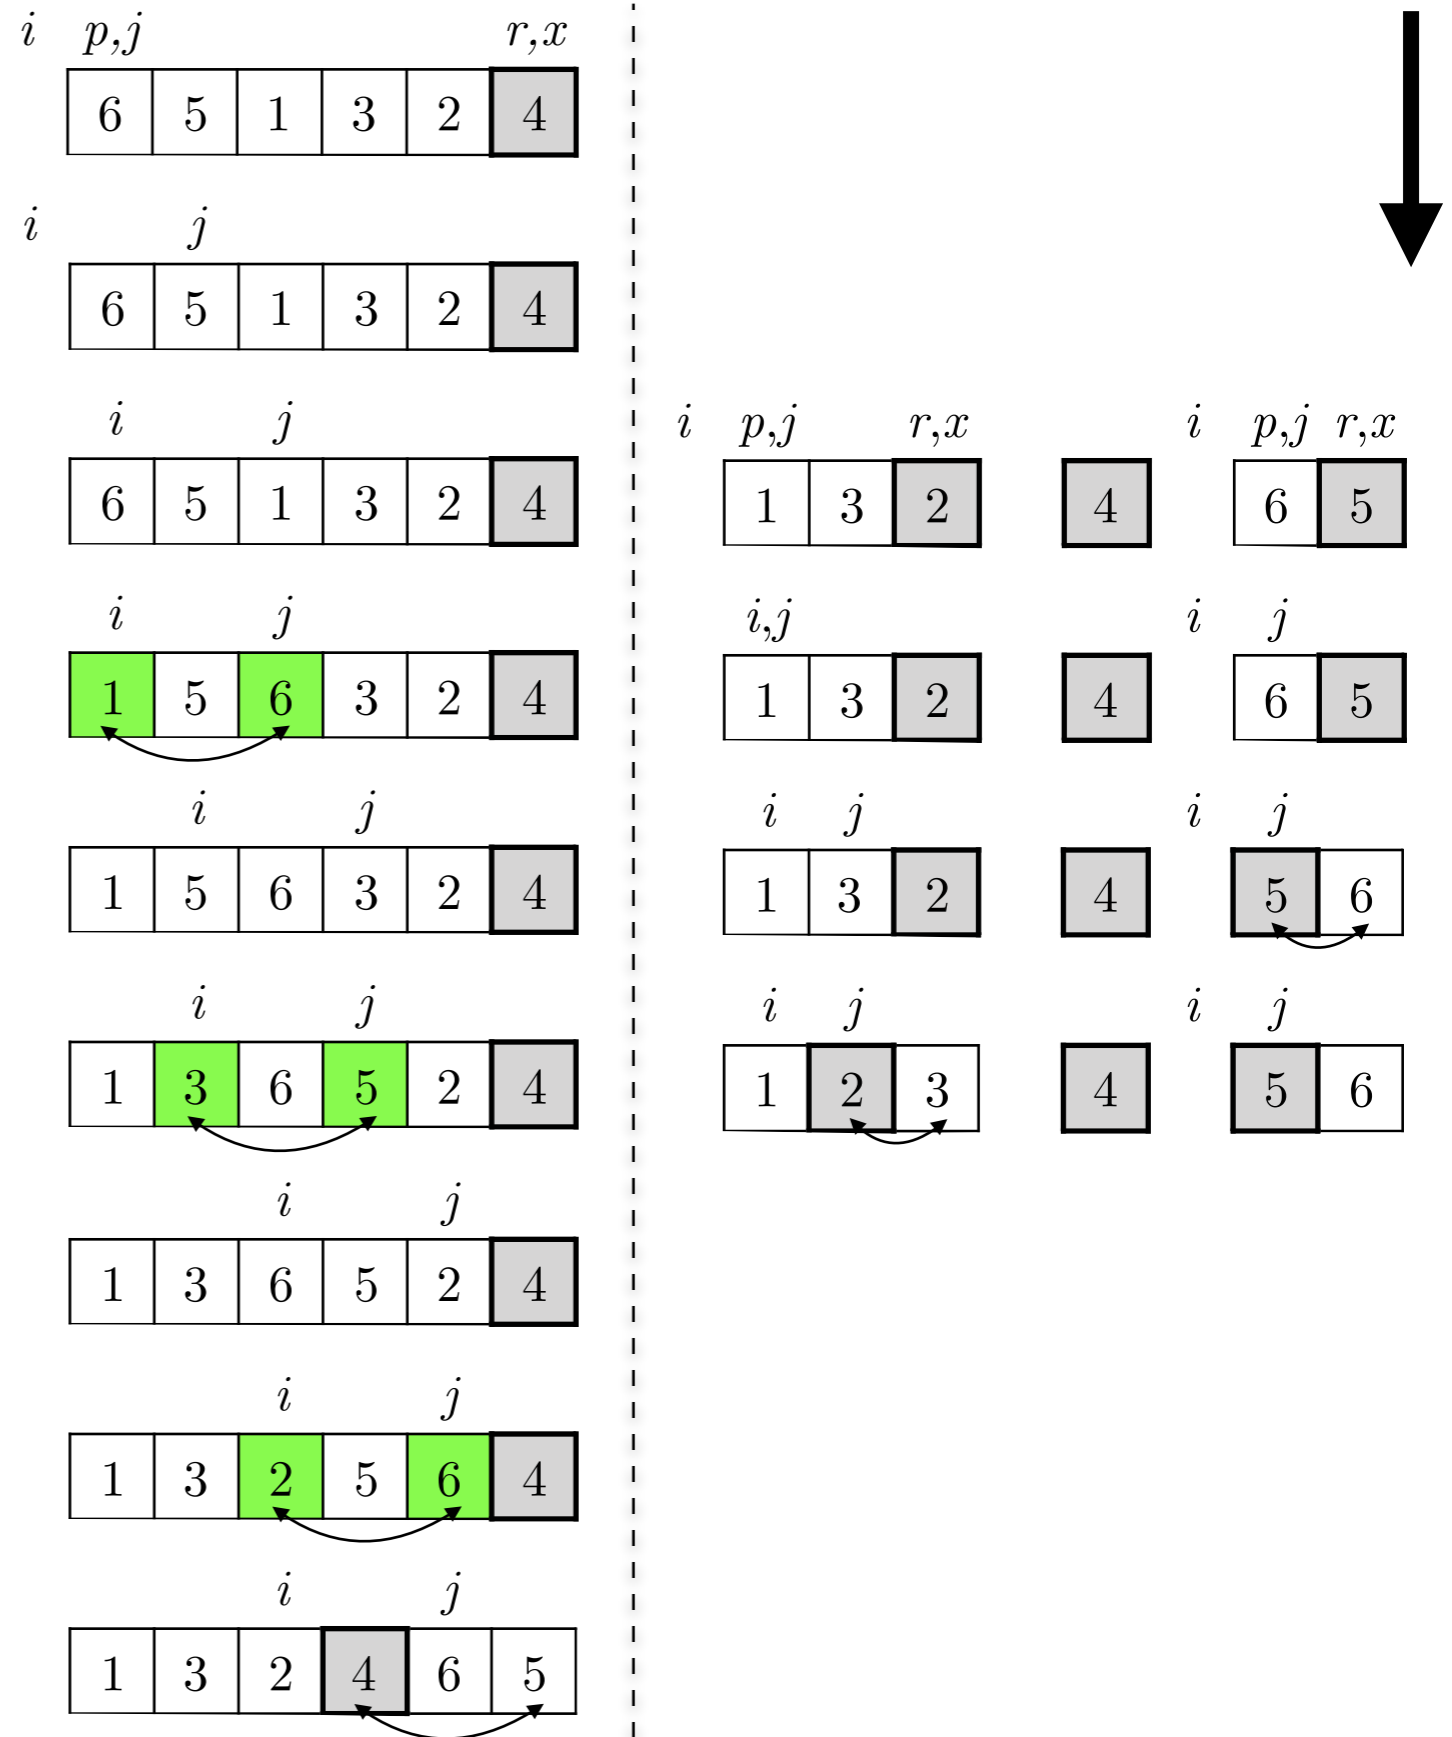 i p,j r,x
6 5 1 3 2 4
i j
6 5 1 3 2 4
i j
6 5 1 3 2 4
i j
1 5 6 3 2 4
i j
1 5 6 3 2 4
i j
1 3 6 5 2 4
i j
1 3 6 5 2 4
i j
1 3 2 5 6 4
i j
1 3 2 4 6 5
i p,j r,x i p,j r,x
1 3 2 4 6 5
i,j i j
1 3 2 4 6 5
i j i j
1 3 2 4 5 6
i j i j
1 2 3 4 5 6